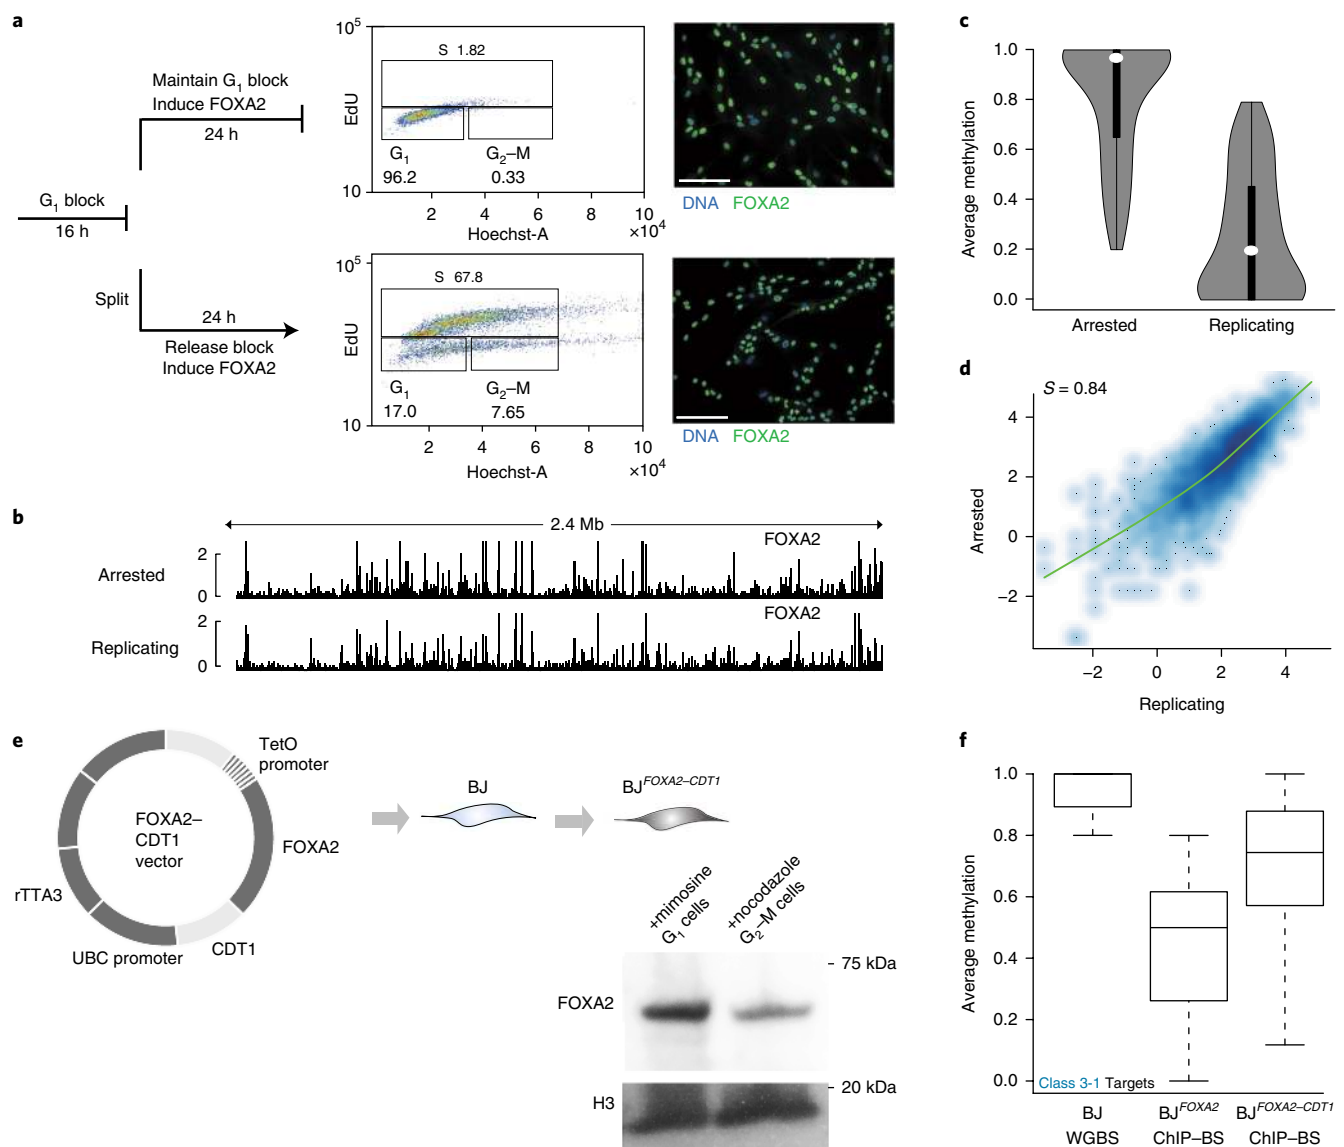 a
Maintain G1 block
Induce FOXA2
24 h
G1 block
16 h
Split
24 h
Release block
Induce FOXA2
10^5
S 1.82
EdU
G1
96.2
G2–M
0.33
10
2 4 6 8 10
Hoechst-A
×10^4
DNA FOXA2
10^5
S 67.8
EdU
G1
17.0
G2–M
7.65
10
2 4 6 8 10
Hoechst-A
×10^4
DNA FOXA2
b
2.4 Mb
FOXA2
Arrested
2
0
FOXA2
Replicating
2
0
c
Average methylation
1.0
0.8
0.6
0.4
0.2
0.0
Arrested
Replicating
d
S = 0.84
Arrested
4
2
0
−2
−2 0 2 4
Replicating
e
TetO
promoter
FOXA2–
CDT1
vector
FOXA2
rTTA3
UBC promoter
CDT1
BJ
BJ^FOXA2–CDT1
+mimosine
G1 cells
+nocodazole
G2–M cells
75 kDa
FOXA2
20 kDa
H3
f
Average methylation
1.0
0.8
0.6
0.4
0.2
0.0
Class 3-1 Targets
BJ
WGBS
BJ^FOXA2
ChIP–BS
BJ^FOXA2–CDT1
ChIP–BS